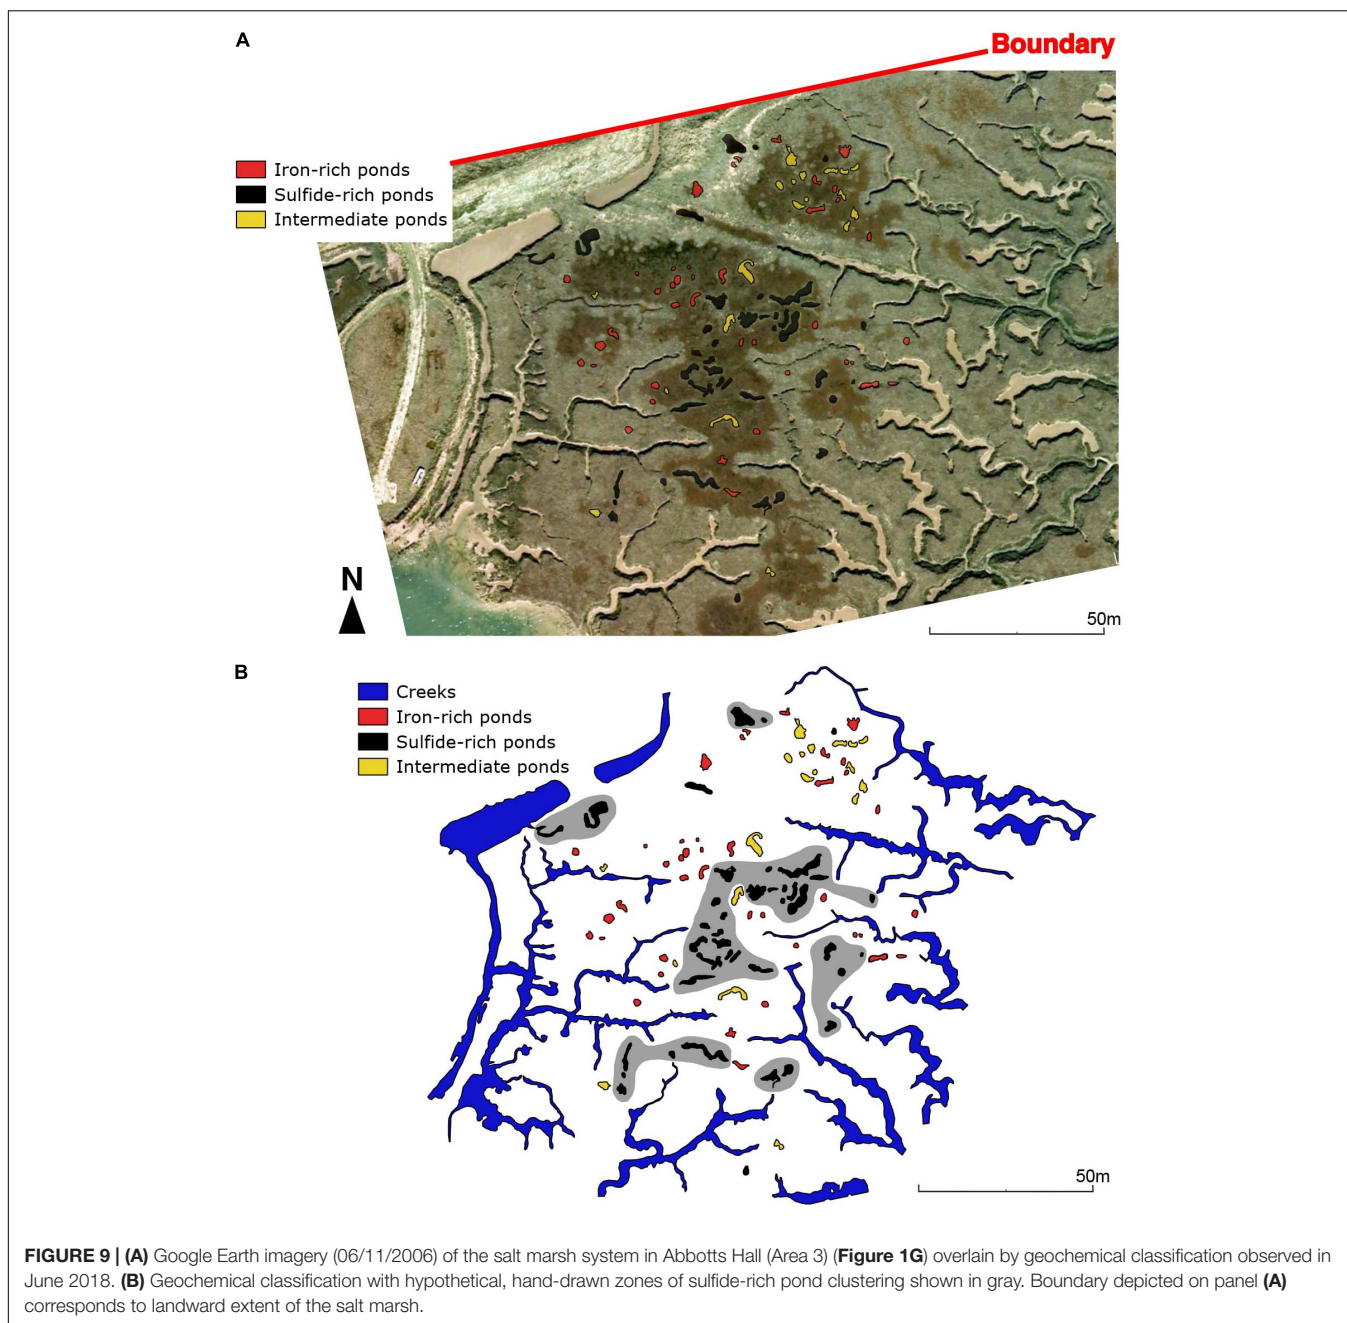 A
Boundary
Iron-rich ponds
Sulfide-rich ponds
Intermediate ponds
N
50m
B
Creeks
Iron-rich ponds
Sulfide-rich ponds
Intermediate ponds
50m
FIGURE 9 | (A) Google Earth imagery (06/11/2006) of the salt marsh system in Abbotts Hall (Area 3) (Figure 1G) overlain by geochemical classification observed in
June 2018. (B) Geochemical classification with hypothetical, hand-drawn zones of sulfide-rich pond clustering shown in gray. Boundary depicted on panel (A)
corresponds to landward extent of the salt marsh.